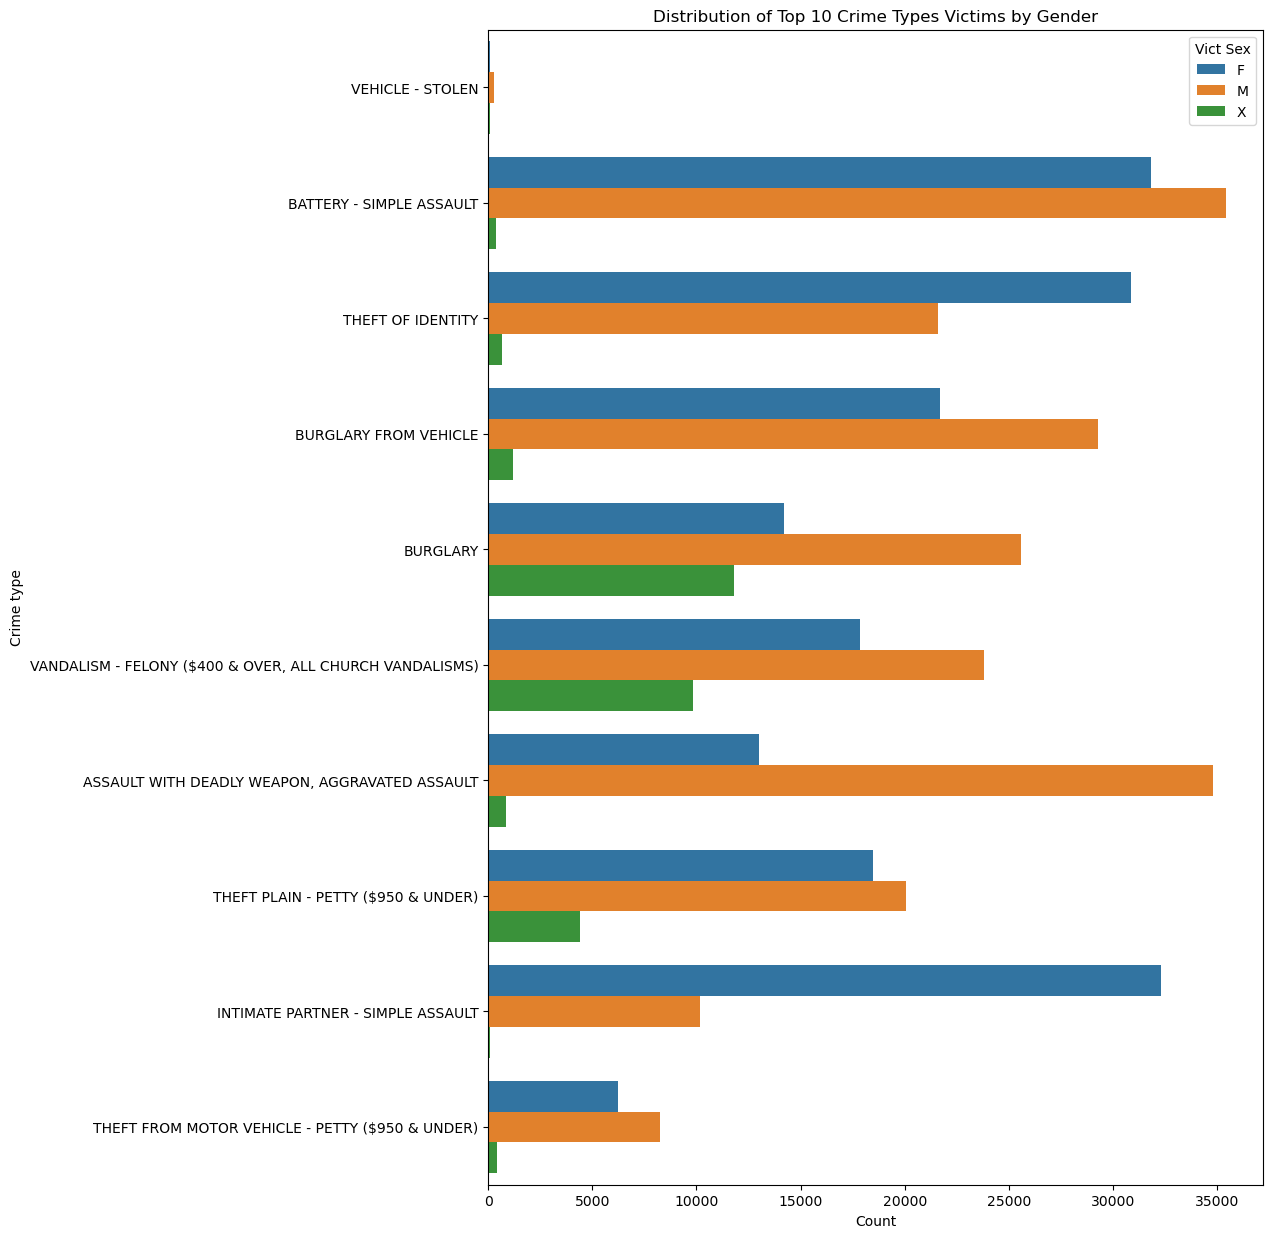 Distribution of Top 10 Crime Types Victims by Gender
Vict Sex
F
M
X
Crime type
VEHICLE - STOLEN
BATTERY - SIMPLE ASSAULT
THEFT OF IDENTITY
BURGLARY FROM VEHICLE
BURGLARY
VANDALISM - FELONY ($400 & OVER, ALL CHURCH VANDALISMS)
ASSAULT WITH DEADLY WEAPON, AGGRAVATED ASSAULT
THEFT PLAIN - PETTY ($950 & UNDER)
INTIMATE PARTNER - SIMPLE ASSAULT
THEFT FROM MOTOR VEHICLE - PETTY ($950 & UNDER)
0 5000 10000 15000 20000 25000 30000 35000
Count